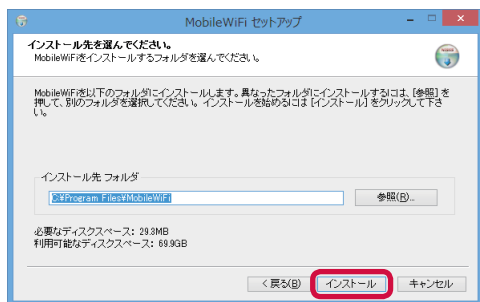 MobileWiFi セットアップ
インストール先を選んでください。
MobileWiFiをインストールするフォルダを選んでください。
MobileWiFiを以下のフォルダにインストールします。異なったフォルダにインストールするには、[参照]を
押して、別のフォルダを選択してください。 インストールを始めるには [インストール] をクリックして下さ
い。
インストール先 フォルダ
C:¥Program Files¥MobileWiFi
参照(R)...
必要なディスクスペース: 29.3MB
利用可能なディスクスペース: 69.9GB
< 戻る(B)
インストール
キャンセル